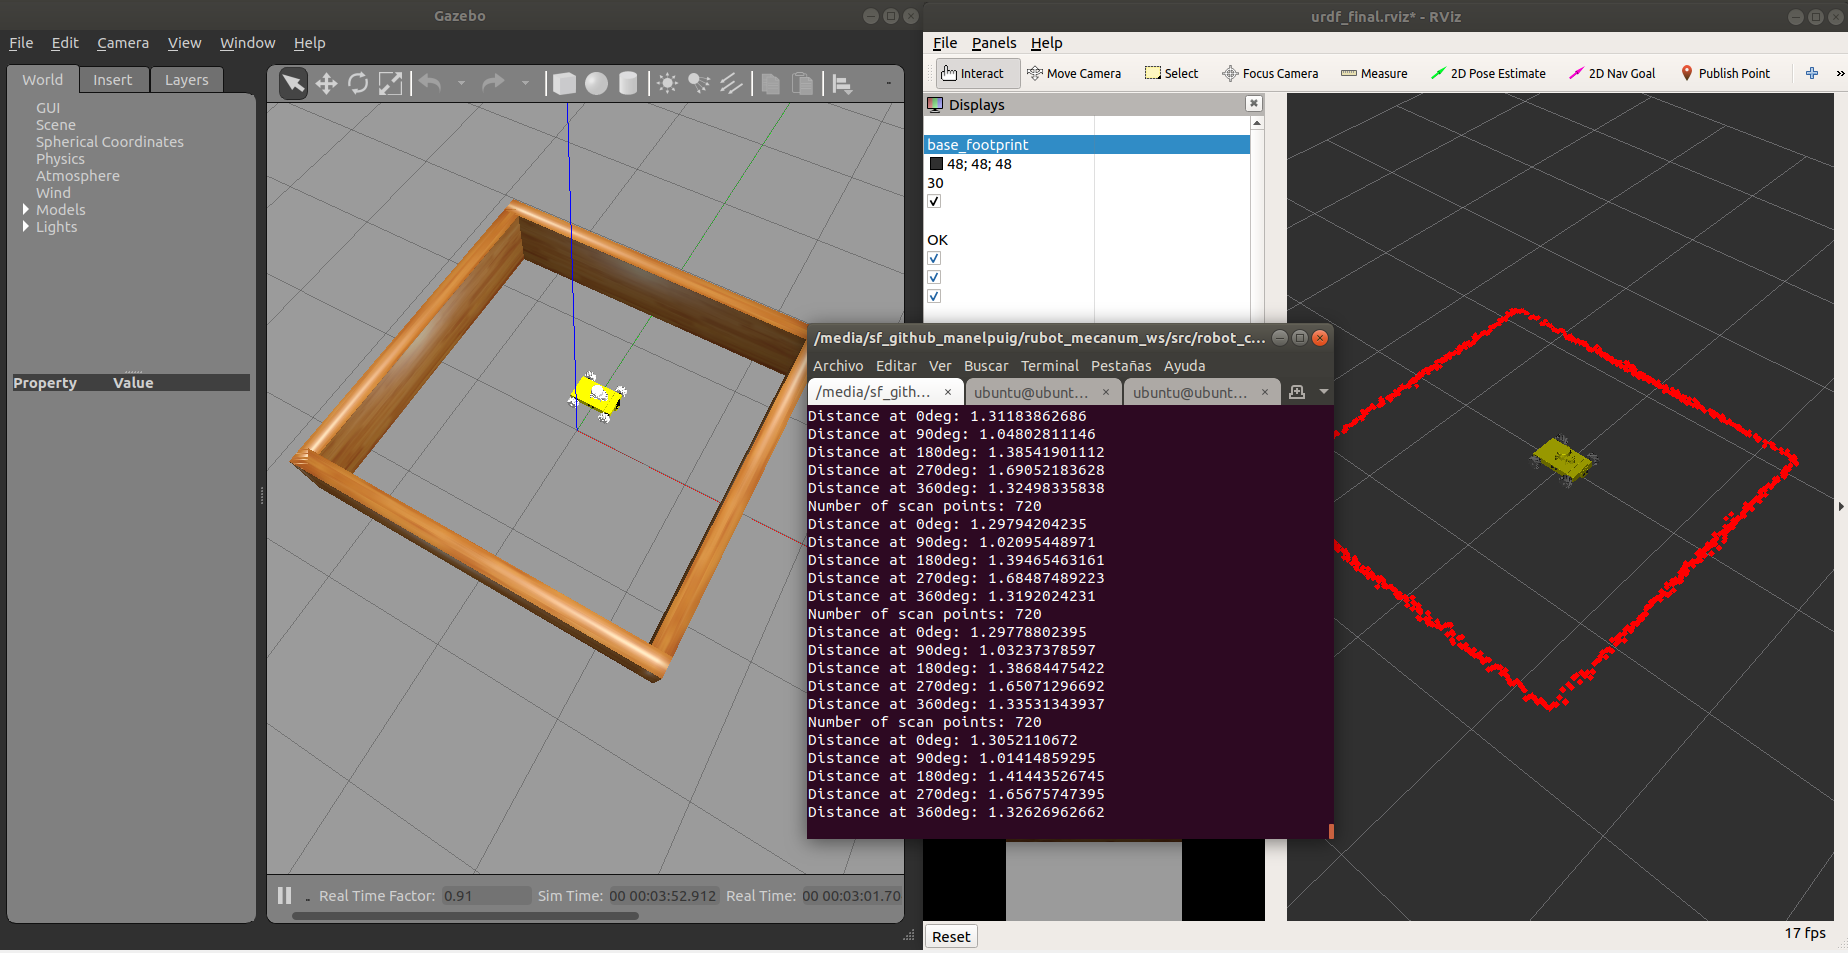 Gazebo
File Edit Camera View Window Help
World Insert Layers
GUI
Scene
Spherical Coordinates
Physics
Atmosphere
Wind
Models
Lights
Property Value
Real Time Factor: 0.91 Sim Time: 00 00:03:52.912 Real Time: 00 00:03:01.70
urdf_final.rviz* - RViz
File Panels Help
Interact Move Camera Select Focus Camera Measure 2D Pose Estimate 2D Nav Goal Publish Point »
Displays
base_footprint
48; 48; 48
30
OK
/media/sf_github_manelpuig/rubot_mecanum_ws/src/robot_c...
Archivo Editar Ver Buscar Terminal Pestañas Ayuda
/media/sf_gith... × ubuntu@ubunt... × ubuntu@ubunt... ×
Distance at 0deg: 1.31183862686
Distance at 90deg: 1.04802811146
Distance at 180deg: 1.38541901112
Distance at 270deg: 1.69052183628
Distance at 360deg: 1.32498335838
Number of scan points: 720
Distance at 0deg: 1.29794204235
Distance at 90deg: 1.02095448971
Distance at 180deg: 1.39465463161
Distance at 270deg: 1.68487489223
Distance at 360deg: 1.3192024231
Number of scan points: 720
Distance at 0deg: 1.29778802395
Distance at 90deg: 1.03237378597
Distance at 180deg: 1.38684475422
Distance at 270deg: 1.65071296692
Distance at 360deg: 1.33531343937
Number of scan points: 720
Distance at 0deg: 1.3052110672
Distance at 90deg: 1.01414859295
Distance at 180deg: 1.41443526745
Distance at 270deg: 1.65675747395
Distance at 360deg: 1.32626962662
Reset
17 fps